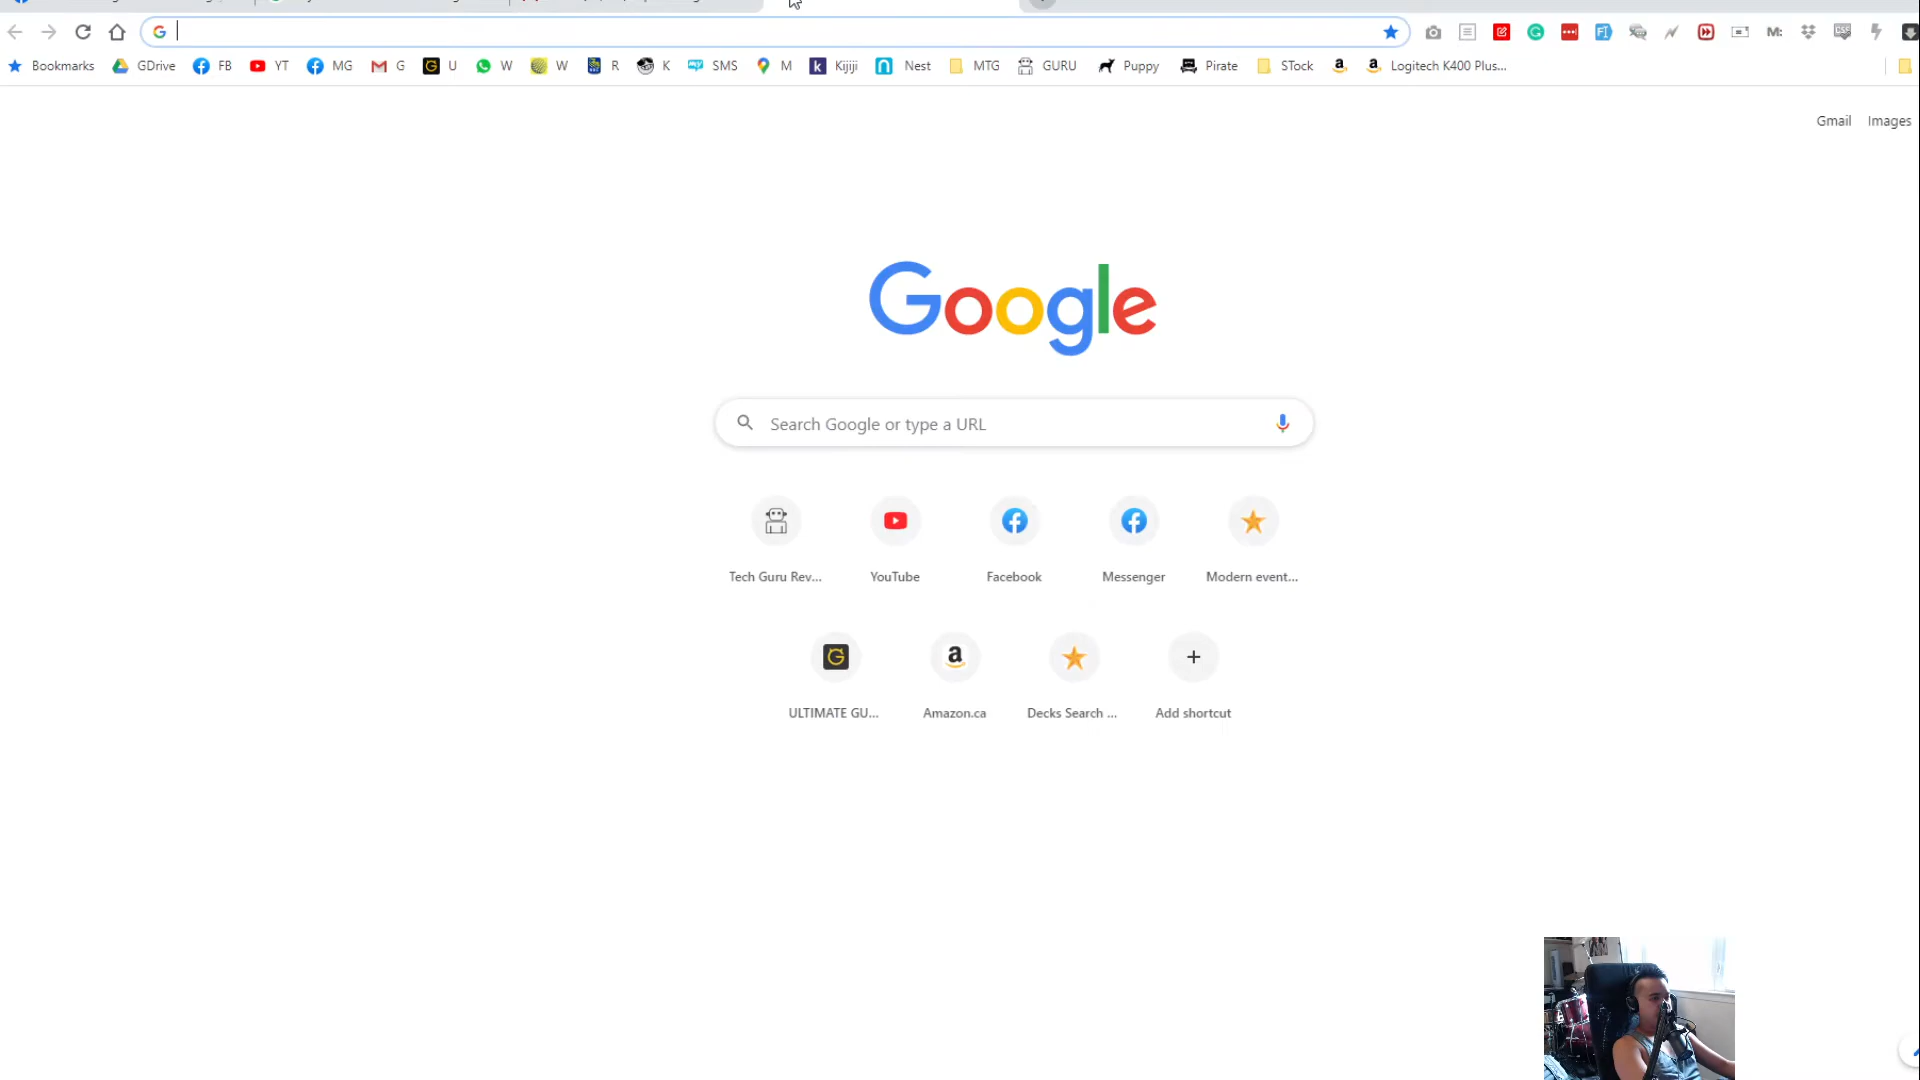 Bookmarks GDrive FB YT MG G U W W R K SMS M Kijiji Nest MTG GURU Puppy Pirate STock Logitech K400 Plus...
Gmail Images
Google
Search Google or type a URL
Tech Guru Rev... YouTube Facebook Messenger Modern event...
ULTIMATE GU... Amazon.ca Decks Search ... Add shortcut